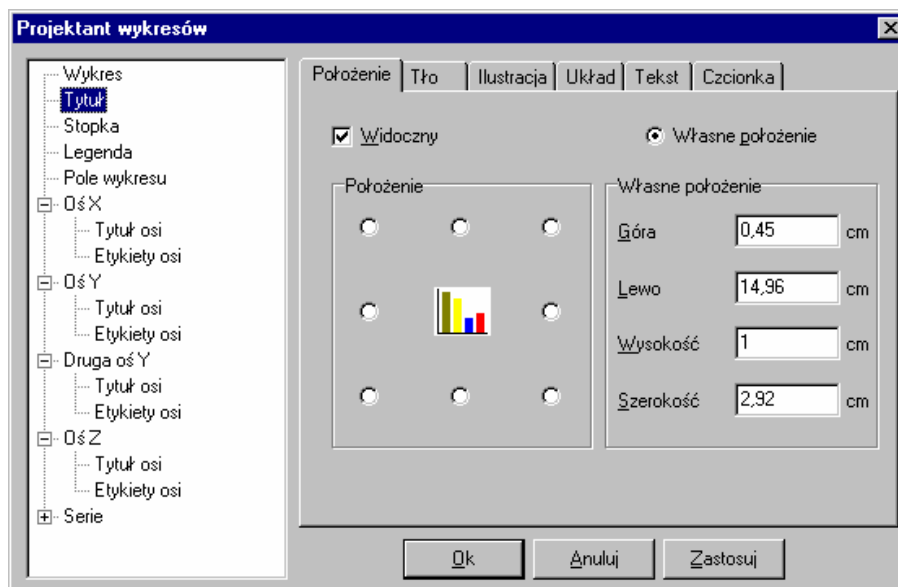 Projektant wykresów
Wykres
Tytuł
Stopka
Legenda
Pole wykresu
Oś X
Tytuł osi
Etykiety osi
Oś Y
Tytuł osi
Etykiety osi
Druga oś Y
Tytuł osi
Etykiety osi
Oś Z
Tytuł osi
Etykiety osi
Serie
Położenie Tło Ilustracja Układ Tekst Czcionka
Widoczny Własne położenie
Położenie
Własne położenie
Góra 0,45 cm
Lewo 14,96 cm
Wysokość 1 cm
Szerokość 2,92 cm
Ok Anuluj Zastosuj